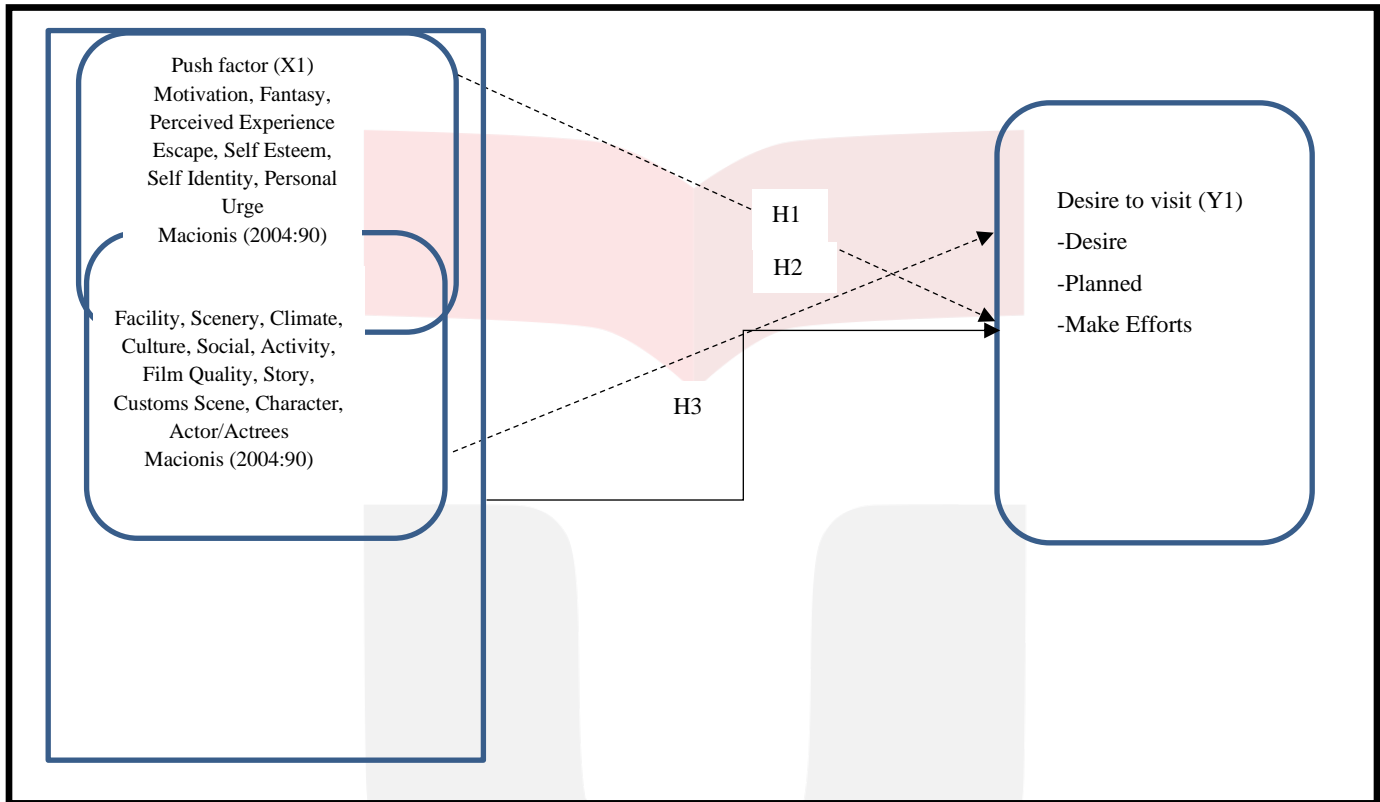 Push factor (X1)
Motivation, Fantasy,
Perceived Experience
Escape, Self Esteem,
Self Identity, Personal
Urge
Macionis (2004:90)
Facility, Scenery, Climate,
Culture, Social, Activity,
Film Quality, Story,
Customs Scene, Character,
Actor/Actrees
Macionis (2004:90)
H1
H2
H3
Desire to visit (Y1)
-Desire
-Planned
-Make Efforts